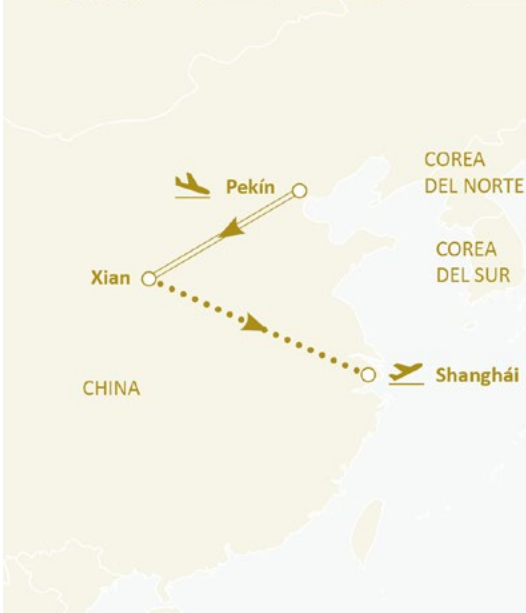 COREA
DEL NORTE
Pekín
COREA
DEL SUR
Xian
Shanghái
CHINA